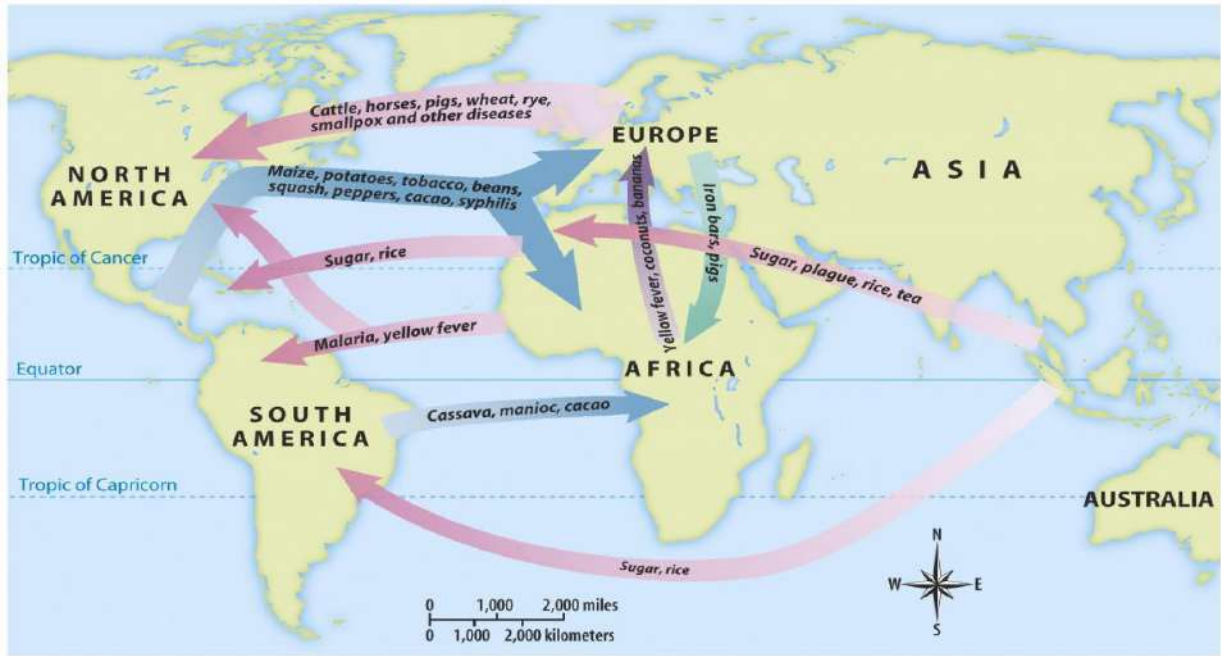 Cattle, horses, pigs, wheat, rye,
smallpox and other diseases
EUROPE
ASIA
NORTH
AMERICA
Maize, potatoes, tobacco, beans,
squash, peppers, cacao, syphilis
Yellow fever, coconuts, bananas
Iron bars, pigs
Tropic of Cancer
Sugar, rice
Sugar, plague, rice, tea
Malaria, yellow fever
Equator
AFRICA
SOUTH
AMERICA
Cassava, manioc, cacao
Tropic of Capricorn
AUSTRALIA
Sugar, rice
N
W E
S
0 1,000 2,000 miles
0 1,000 2,000 kilometers